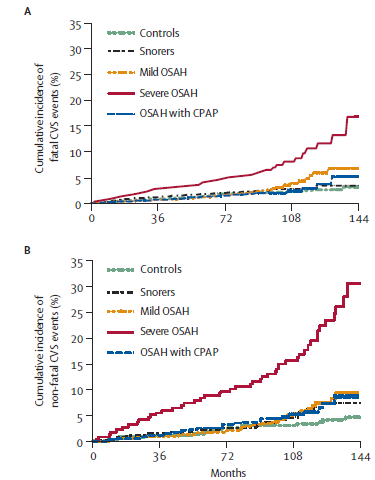 A
Cumulative incidence of
fatal CVS events (%)
35
30
25
20
15
10
5
0
Controls
Snorers
Mild OSAH
Severe OSAH
OSAH with CPAP
0 36 72 108 144
B
Cumulative incidence of
non-fatal CVS events (%)
35
30
25
20
15
10
5
0
Controls
Snorers
Mild OSAH
Severe OSAH
OSAH with CPAP
0 36 72 108 144
Months